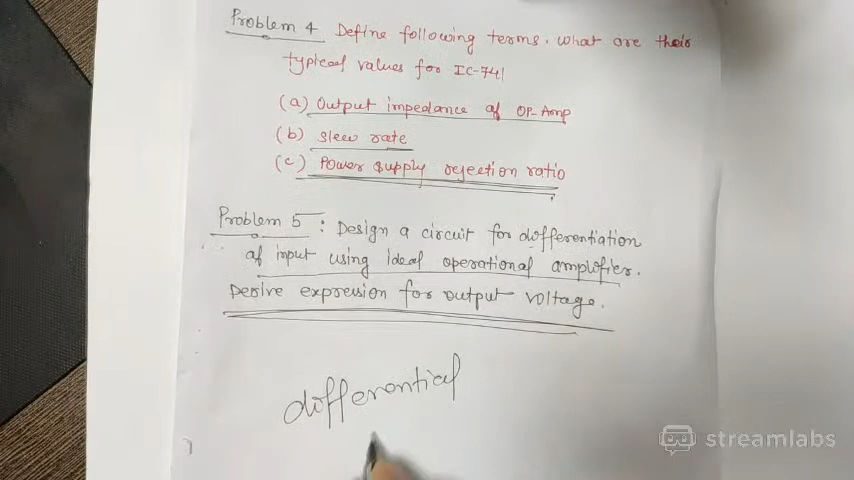 Problem 4 Define following terms. what are their
typical values for IC-741
(a) Output impedance of OP-Amp
(b) Slew rate
(c) Power supply rejection ratio
Problem 5 : Design a circuit for differentiation
of input using ideal operational amplifier.
Derive expression for output voltage.
differential
streamlabs